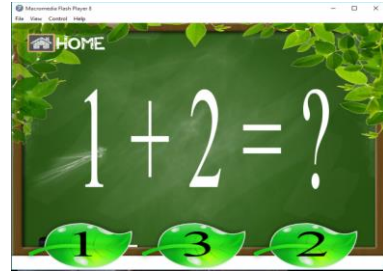 Macromedia Flash Player 8
File View Control Help
HOME
1 + 2 = ?
1 3 2